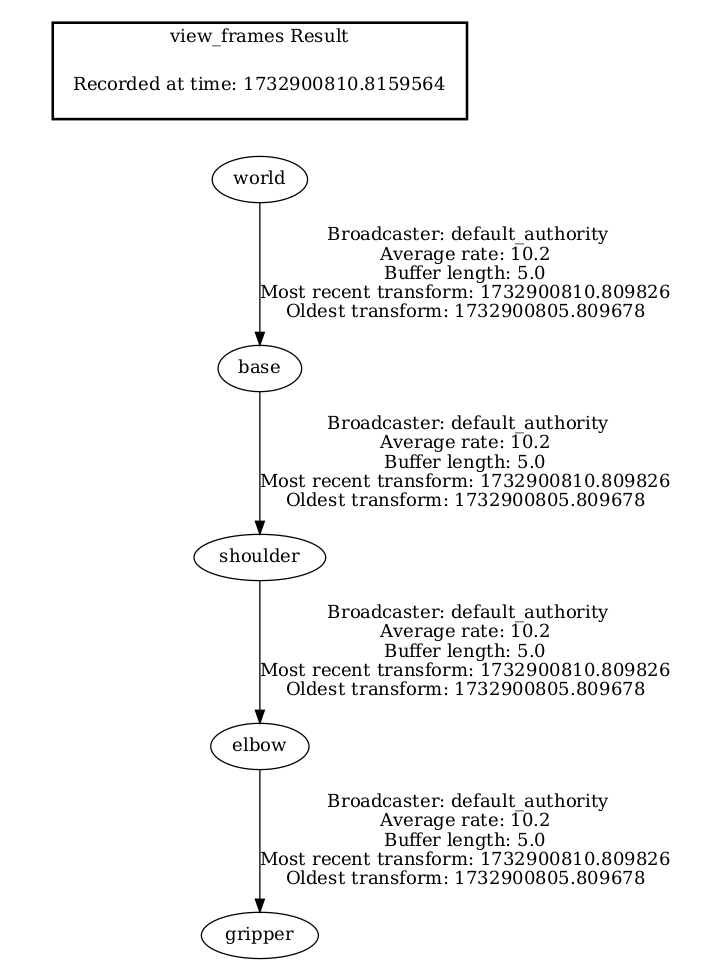 view_frames Result
Recorded at time: 1732900810.8159564
world
Broadcaster: default_authority
Average rate: 10.2
Buffer length: 5.0
Most recent transform: 1732900810.809826
Oldest transform: 1732900805.809678
base
Broadcaster: default_authority
Average rate: 10.2
Buffer length: 5.0
Most recent transform: 1732900810.809826
Oldest transform: 1732900805.809678
shoulder
Broadcaster: default_authority
Average rate: 10.2
Buffer length: 5.0
Most recent transform: 1732900810.809826
Oldest transform: 1732900805.809678
elbow
Broadcaster: default_authority
Average rate: 10.2
Buffer length: 5.0
Most recent transform: 1732900810.809826
Oldest transform: 1732900805.809678
gripper